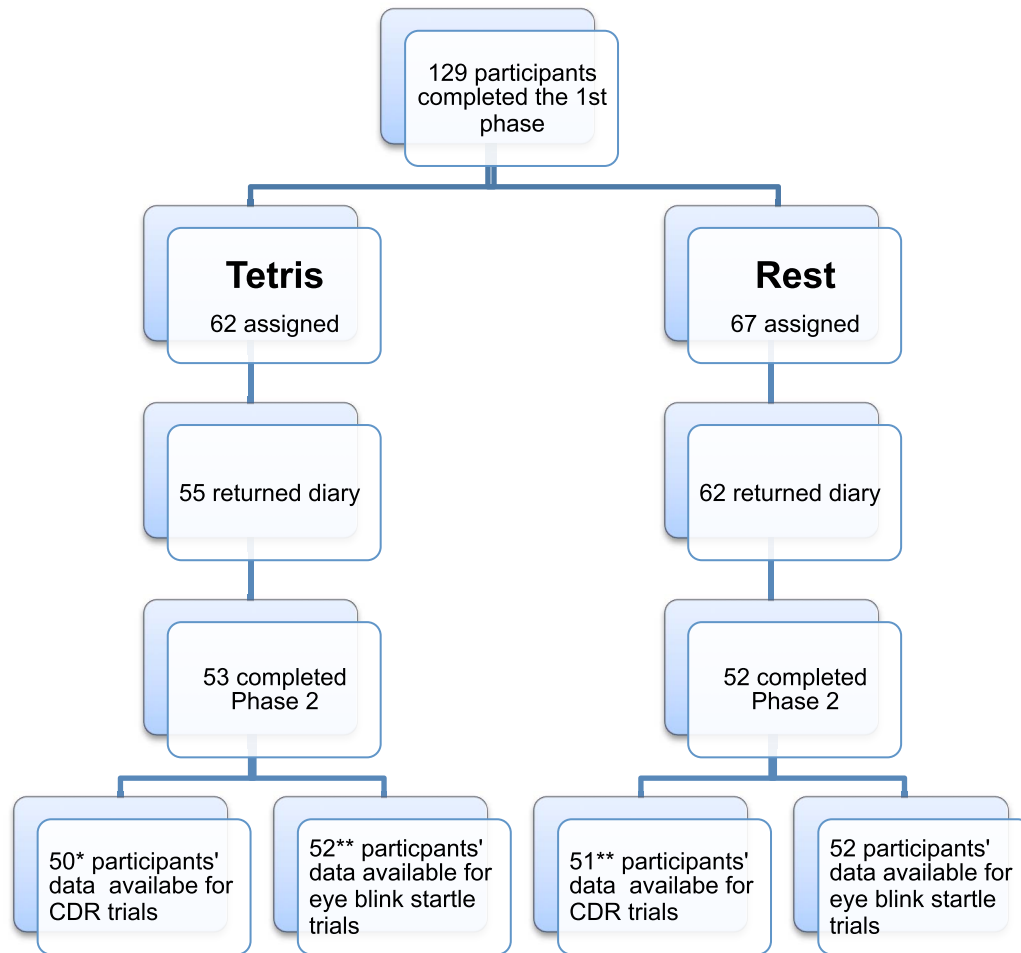 129 participants
completed the 1st
phase
Tetris
62 assigned
Rest
67 assigned
55 returned diary
62 returned diary
53 completed
Phase 2
52 completed
Phase 2
50* participants'
data availabe for
CDR trials
52** particpants'
data available for
eye blink startle
trials
51** participants'
data availabe for
CDR trials
52 participants'
data available for
eye blink startle
trials